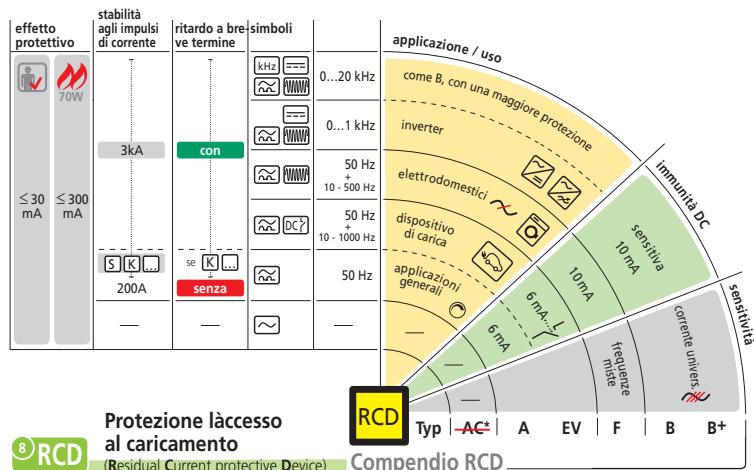 effetto
protettivo
stabilità
agli impulsi
di corrente
ritardo a bre-
ve termine
simboli
applicazione / uso
70W
≤ 30
mA
≤ 300
mA
3kA
S K ...
200A
—
con
se K ...
senza
—
kHz
0...20 kHz
0...1 kHz
50 Hz
+
10 - 500 Hz
DC
50 Hz
+
10 - 1000 Hz
50 Hz
—
come B, con una maggiore protezione
inverter
elettrodomestici
dispositivo
di carica
applicazioni
generali
—
immunità DC
sensitiva
10 mA
10 mA
6 mA
6 mA
—
sensitività
corrente univers.
frequenze
miste
—
RCD
Typ AC* A EV F B B+
8 RCD
Protezione làccesso
al caricamento
(Residual Current protective Device)
Compendio RCD